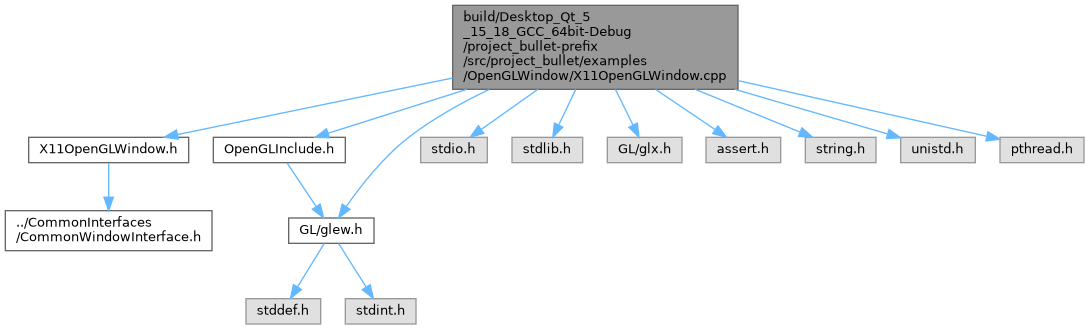 build/Desktop_Qt_5
_15_18_GCC_64bit-Debug
/project_bullet-prefix
/src/project_bullet/examples
/OpenGLWindow/X11OpenGLWindow.cpp
X11OpenGLWindow.h
OpenGLInclude.h
stdio.h
stdlib.h
GL/glx.h
assert.h
string.h
unistd.h
pthread.h
../CommonInterfaces
/CommonWindowInterface.h
GL/glew.h
stddef.h
stdint.h